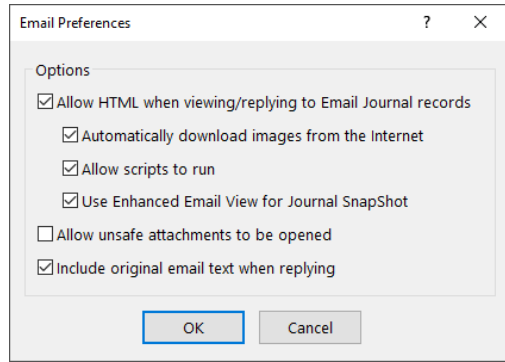 Email Preferences ?
Options
Allow HTML when viewing/replying to Email Journal records
Automatically download images from the Internet
Allow scripts to run
Use Enhanced Email View for Journal SnapShot
Allow unsafe attachments to be opened
Include original email text when replying
OK Cancel